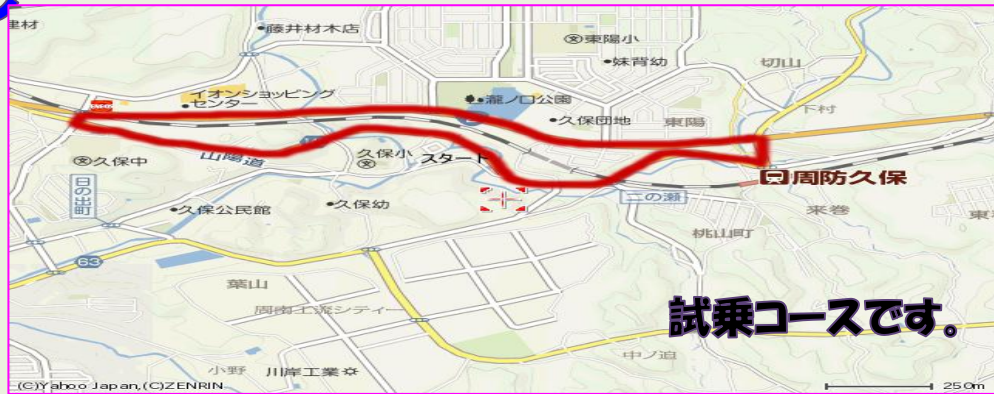 建材
藤井材木店
東陽小
妹背幼
切山
イオンショッピング
センター
瀧ノ口公園
下村
久保団地
東陽
久保中
山陽道
久保小
スタート
周防久保
日の出町
久保公民館
久保幼
二の瀬
来巻
桃山町
63
葉山
周南工流シティー
試乗コースです。
中ノ迫
小野
川岸工業
(C)Yahoo Japan,(C)ZENRIN
250m